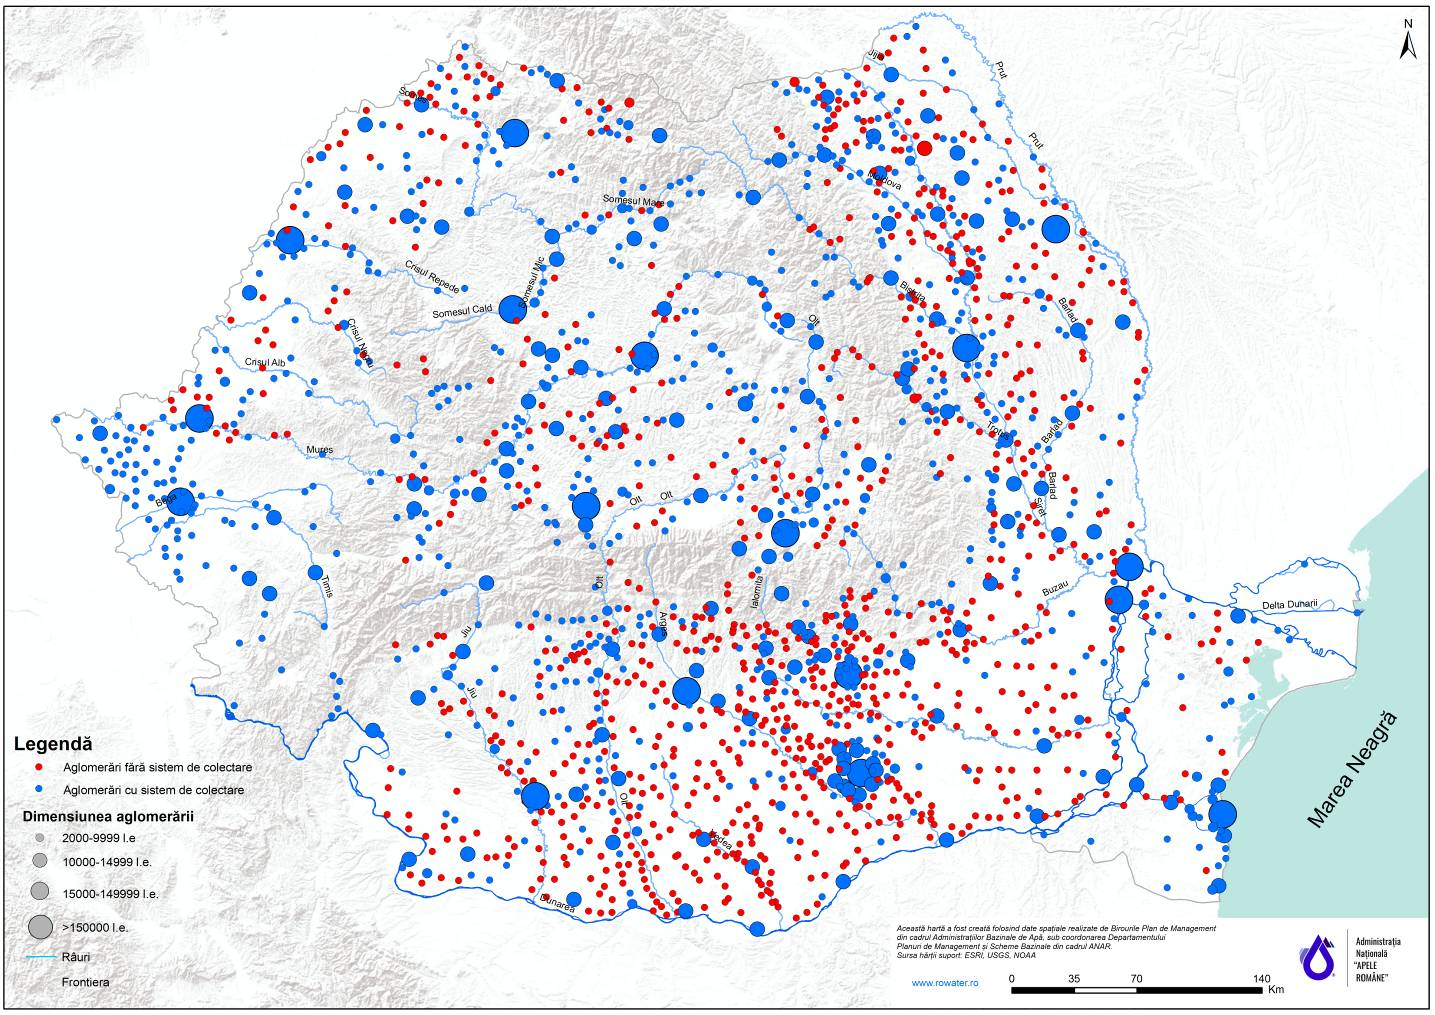 N
Jijia
Prut
Prut
Somes
Moldova
Somesul Mare
Crisul Repede
Somesul Mic
Somesul Cald
Bistrita
Barlad
Olt
Crisul Negru
Crisul Alb
Trotus
Barlad
Mures
Barlad
Bega
Olt
Olt
Siret
Timis
Olt
Ialomita
Buzau
Delta Dunarii
Arges
Jiu
Jiu
Olt
Vedea
Dunarea
Marea Neagră
Legendă
Aglomerări fără sistem de colectare
Aglomerări cu sistem de colectare
Dimensiunea aglomerării
2000-9999 l.e
10000-14999 l.e.
15000-149999 l.e.
>150000 l.e.
Râuri
Frontiera
Această hartă a fost creată folosind date spațiale realizate de Birourile Plan de Management
din cadrul Administrațiilor Bazinale de Apă, sub coordonarea Departamentului
Planuri de Management și Scheme Bazinale din cadrul ANAR.
Sursa hărții suport: ESRI, USGS, NOAA
www.rowater.ro
0 35 70 140
Km
Administrația
Națională
"APELE
ROMÂNE"